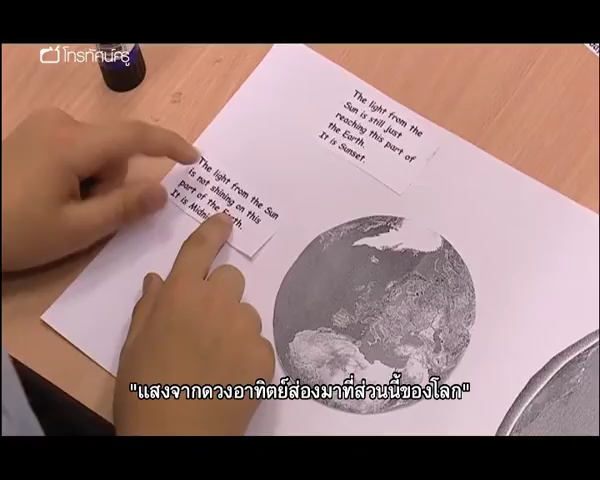 โทรทัศน์ครู
The light from the
Sun is still just
reaching this part of
the Earth.
It is Sunset.
The light from the Sun
is not shining on this
part of the Earth.
It is
"แสงจากดวงอาทิตย์ส่องมาที่ส่วนนี้ของโลก"